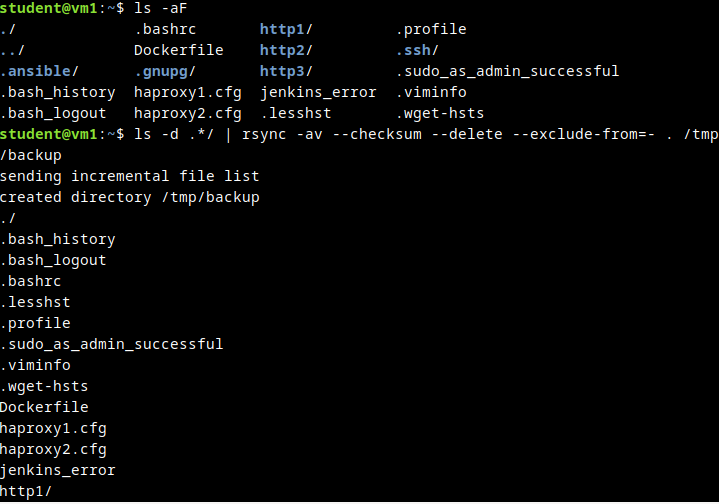 student@vm1:~$ ls -aF
./ .bashrc http1/ .profile
../ Dockerfile http2/ .ssh/
.ansible/ .gnupg/ http3/ .sudo_as_admin_successful
.bash_history haproxy1.cfg jenkins_error .viminfo
.bash_logout haproxy2.cfg .lesshst .wget-hsts
student@vm1:~$ ls -d .*/ | rsync -av --checksum --delete --exclude-from=- . /tmp
/backup
sending incremental file list
created directory /tmp/backup
./
.bash_history
.bash_logout
.bashrc
.lesshst
.profile
.sudo_as_admin_successful
.viminfo
.wget-hsts
Dockerfile
haproxy1.cfg
haproxy2.cfg
jenkins_error
http1/